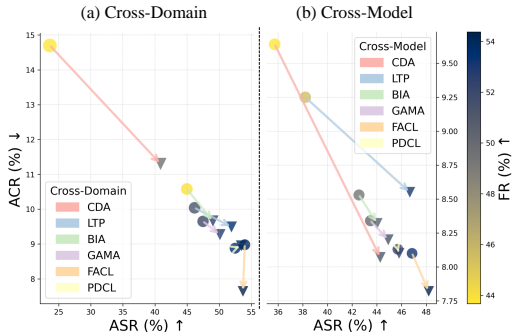 (a) Cross-Domain
(b) Cross-Model
ACR (%) ↓
15
14
13
12
11
10
9
8
Cross-Domain
CDA
LTP
BIA
GAMA
FACL
PDCL
25
30
35
40
45
50
55
ASR (%) ↑
Cross-Model
CDA
LTP
BIA
GAMA
FACL
PDCL
9.50
9.25
9.00
8.75
8.50
8.25
8.00
7.75
36
38
40
42
44
46
48
ASR (%) ↑
54
52
50
48
46
44
FR (%) ↑